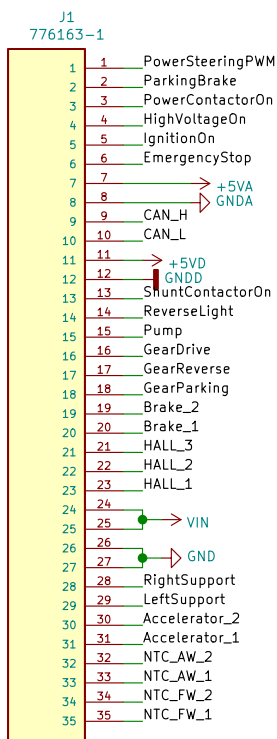 J1
776163-1
1 1 PowerSteeringPWM
2 2 ParkingBrake
3 3 PowerContactorOn
4 4 HighVoltageOn
5 5 IgnitionOn
6 6 EmergencyStop
7 7 +5VA
8 8 GNDA
9 9 CAN_H
10 10 CAN_L
11 11 +5VD
12 12 GNDD
13 13 ShuntContactorOn
14 14 ReverseLight
15 15 Pump
16 16 GearDrive
17 17 GearReverse
18 18 GearParking
19 19 Brake_2
20 20 Brake_1
21 21 HALL_3
22 22 HALL_2
23 23 HALL_1
24 24
VIN
25 25
26 26
GND
27 27
28 28 RightSupport
29 29 LeftSupport
30 30 Accelerator_2
31 31 Accelerator_1
32 32 NTC_AW_2
33 33 NTC_AW_1
34 34 NTC_FW_2
35 35 NTC_FW_1